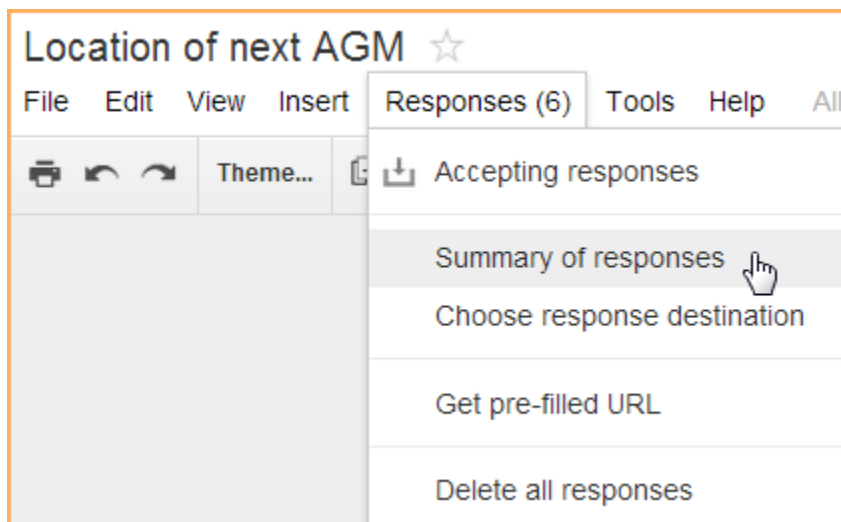 Location of next AGM
File Edit View Insert Responses (6) Tools Help All
Theme...
Accepting responses
Summary of responses
Choose response destination
Get pre-filled URL
Delete all responses